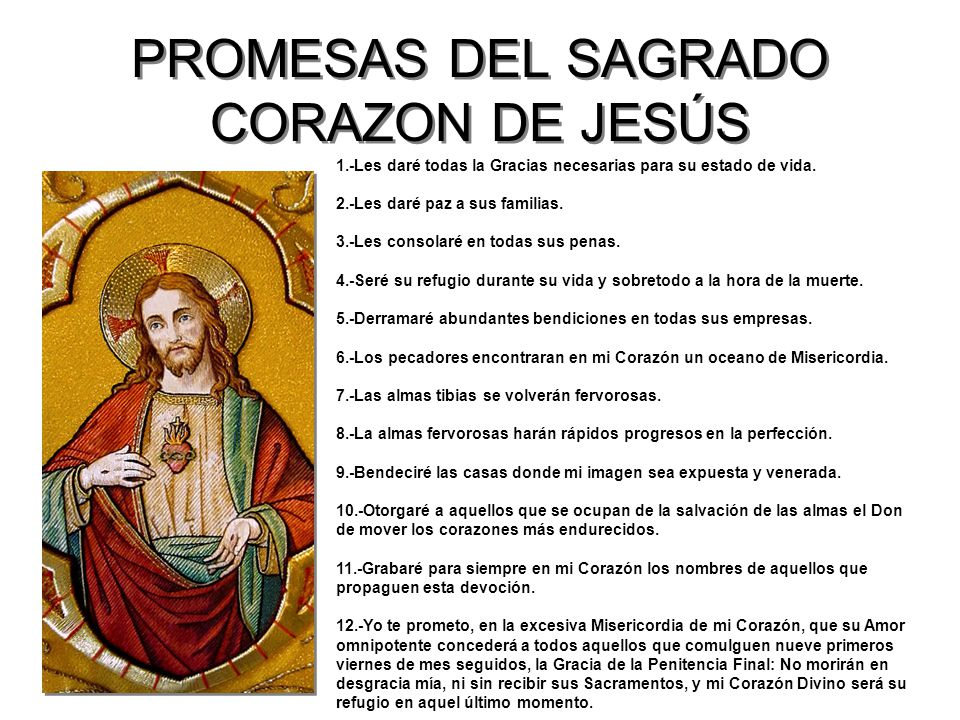 PROMESAS DEL SAGRADO
CORAZON DE JESÚS
1.-Les daré todas la Gracias necesarias para su estado de vida.
2.-Les daré paz a sus familias.
3.-Les consolaré en todas sus penas.
4.-Seré su refugio durante su vida y sobretodo a la hora de la muerte.
5.-Derramaré abundantes bendiciones en todas sus empresas.
6.-Los pecadores encontraran en mi Corazón un oceano de Misericordia.
7.-Las almas tibias se volverán fervorosas.
8.-La almas fervorosas harán rápidos progresos en la perfección.
9.-Bendeciré las casas donde mi imagen sea expuesta y venerada.
10.-Otorgaré a aquellos que se ocupan de la salvación de las almas el Don
de mover los corazones más endurecidos.
11.-Grabaré para siempre en mi Corazón los nombres de aquellos que
propaguen esta devoción.
12.-Yo te prometo, en la excesiva Misericordia de mi Corazón, que su Amor
omnipotente concederá a todos aquellos que comulguen nueve primeros
viernes de mes seguidos, la Gracia de la Penitencia Final: No morirán en
desgracia mía, ni sin recibir sus Sacramentos, y mi Corazón Divino será su
refugio en aquel último momento.